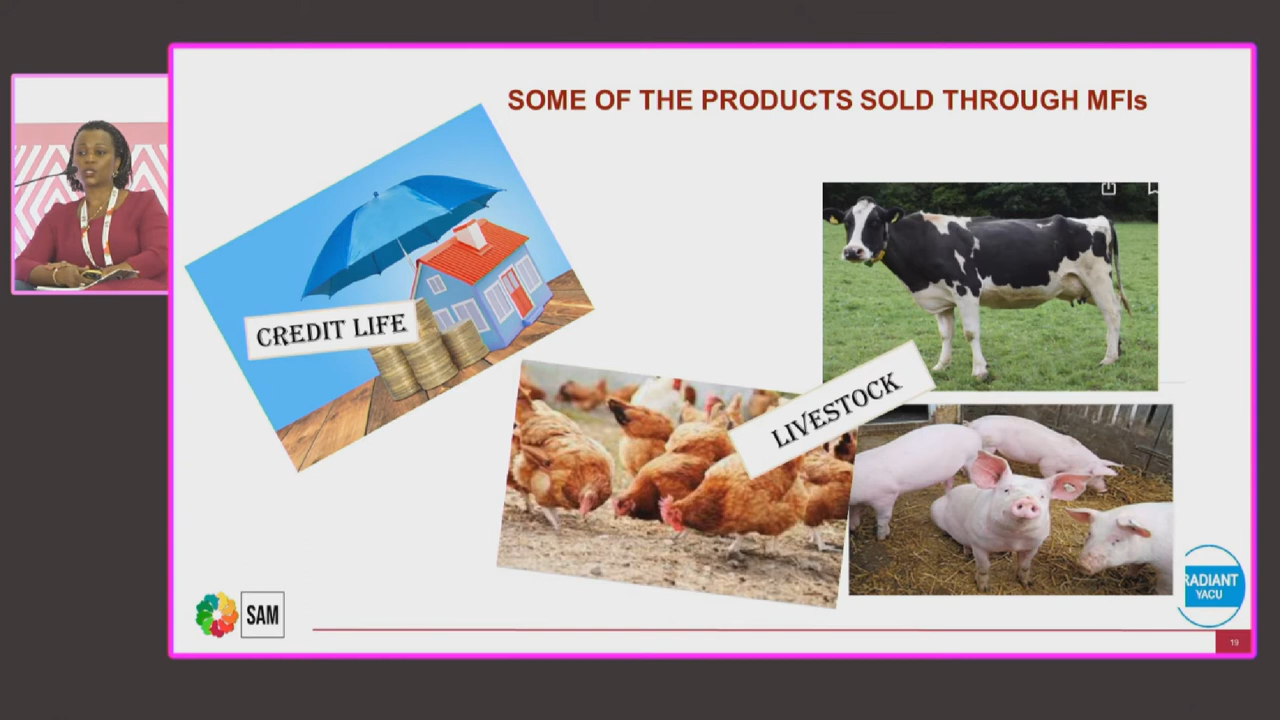 SOME OF THE PRODUCTS SOLD THROUGH MFIs
CREDIT LIFE
LIVESTOCK
SAM
RADIANT
YACU
19